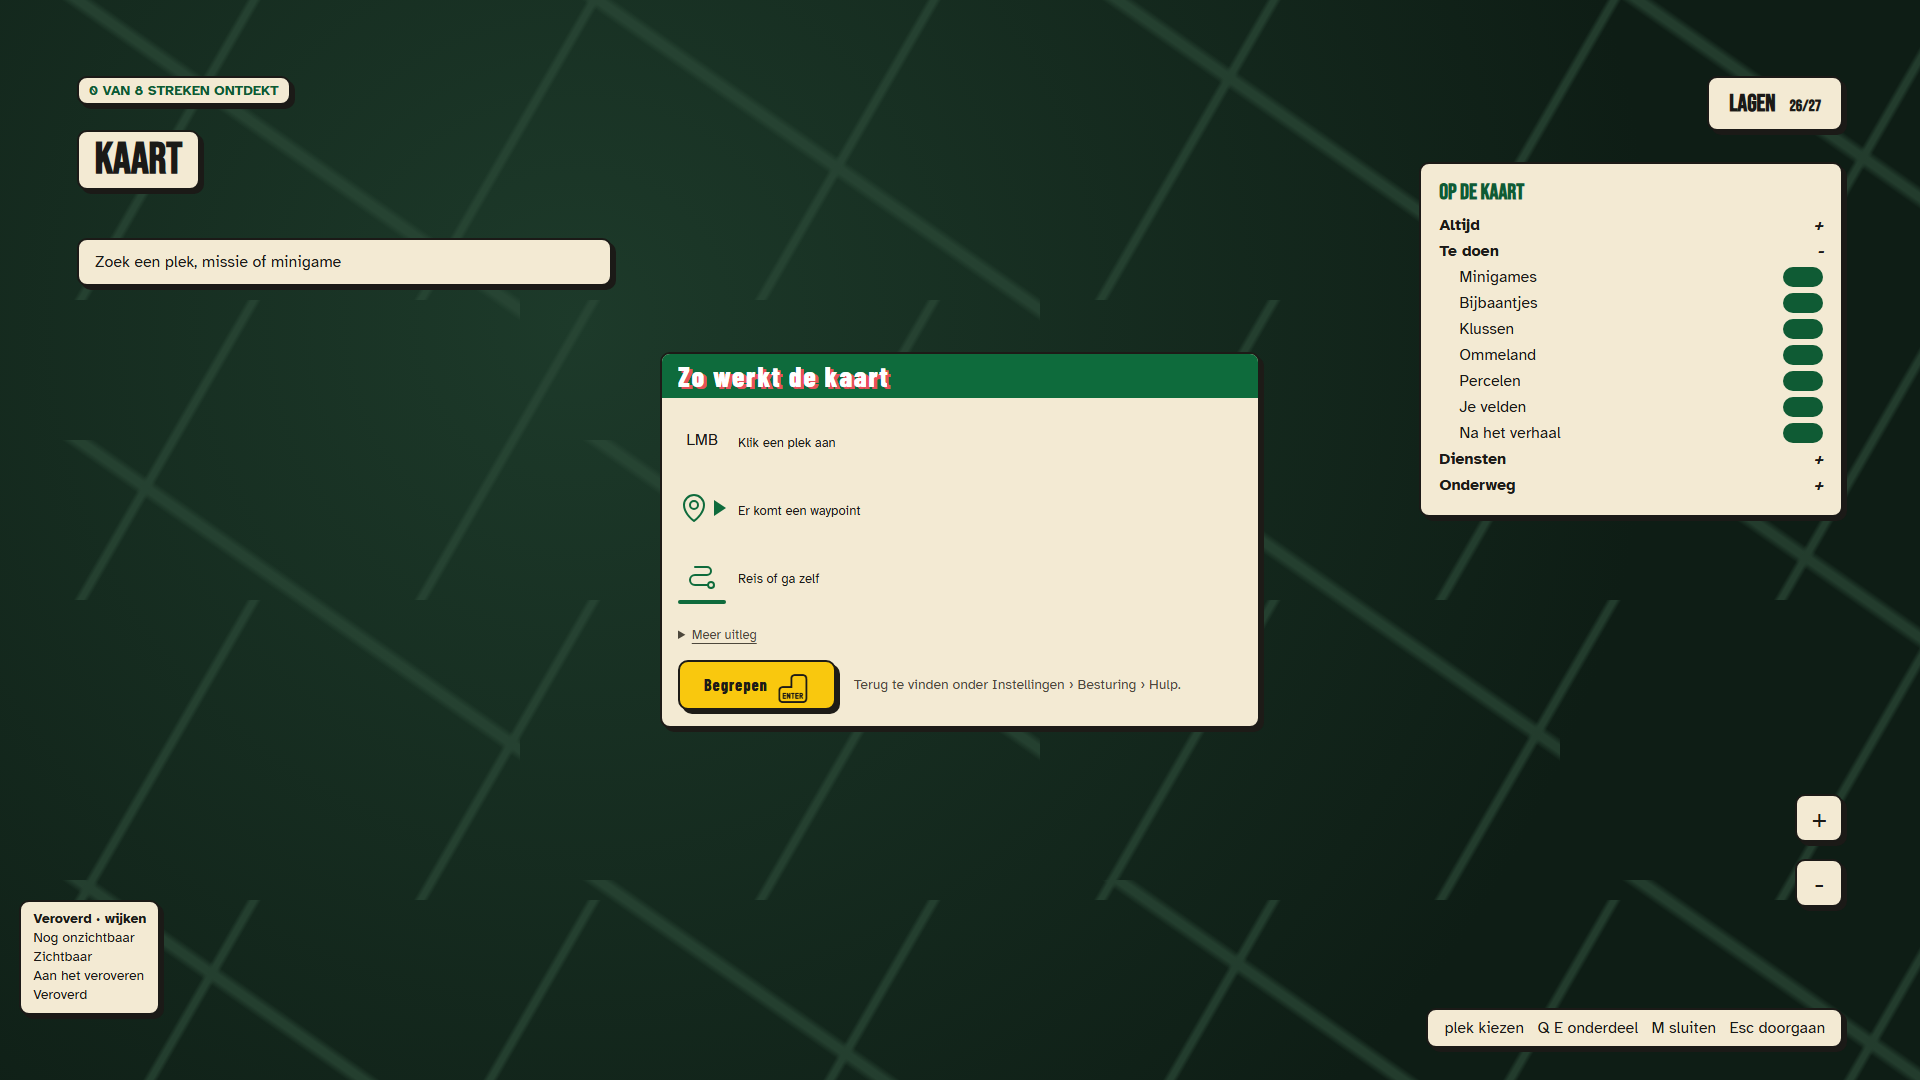 0 VAN 8 STREKEN ONTDEKT
KAART
Zoek een plek, missie of minigame
LAGEN 26/27
OP DE KAART
Altijd +
Te doen -
Minigames
Bijbaantjes
Klussen
Ommeland
Percelen
Je velden
Na het verhaal
Diensten +
Onderweg +
Zo werkt de kaart
LMB Klik een plek aan
Er komt een waypoint
Reis of ga zelf
Meer uitleg
Begrepen ENTER Terug te vinden onder Instellingen › Besturing › Hulp.
+
-
Veroverd · wijken
Nog onzichtbaar
Zichtbaar
Aan het veroveren
Veroverd
plek kiezen Q E onderdeel M sluiten Esc doorgaan